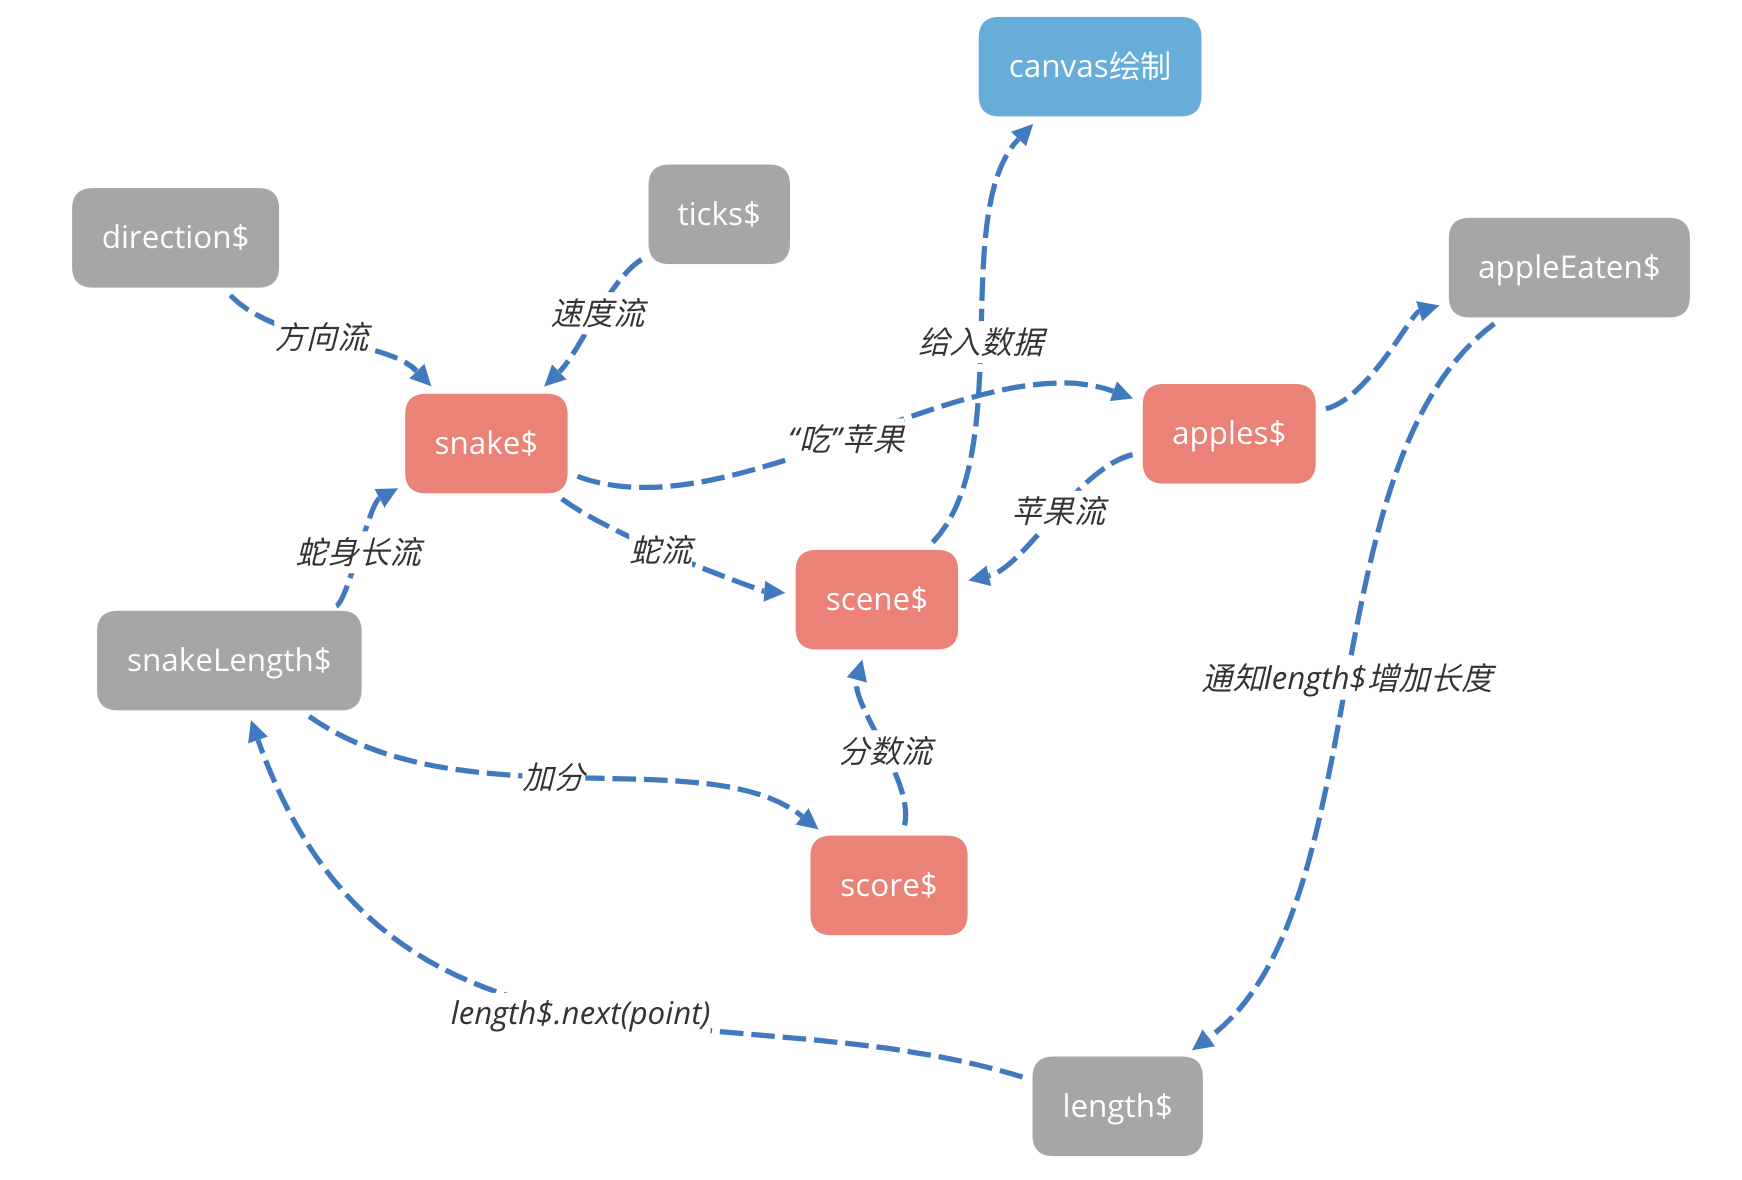 canvas绘制
ticks$
direction$
appleEaten$
速度流
方向流
给入数据
snake$
“吃”苹果
apples$
苹果流
蛇身长流
蛇流
scene$
snakeLength$
通知length$增加长度
分数流
加分
score$
length$.next(point)
length$